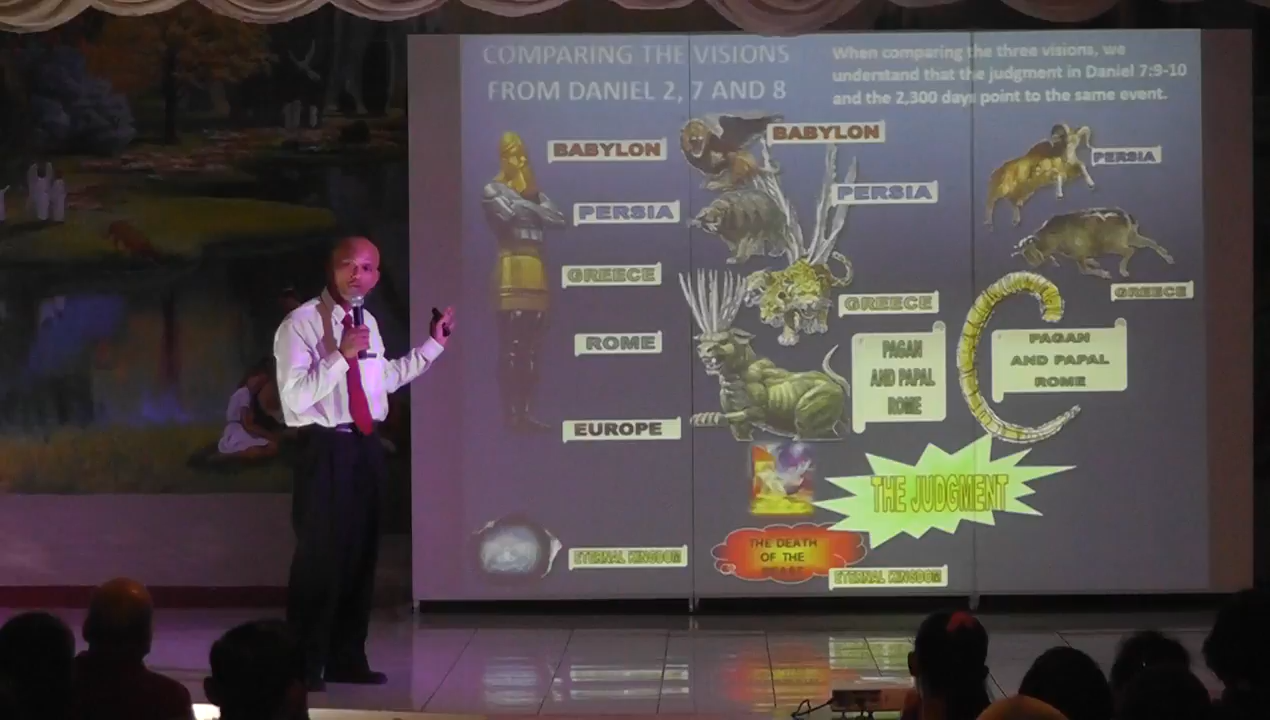 COMPARING THE VISIONS
FROM DANIEL 2, 7 AND 8
When comparing the three visions, we
understand that the judgment in Daniel 7:9-10
and the 2,300 days point to the same event.
BABYLON
PERSIA
GREECE
ROME
EUROPE
ETERNAL KINGDOM
BABYLON
PERSIA
GREECE
PAGAN
AND PAPAL
ROME
THE JUDGMENT
THE DEATH
OF THE
ETERNAL KINGDOM
PERSIA
GREECE
PAGAN
AND PAPAL
ROME